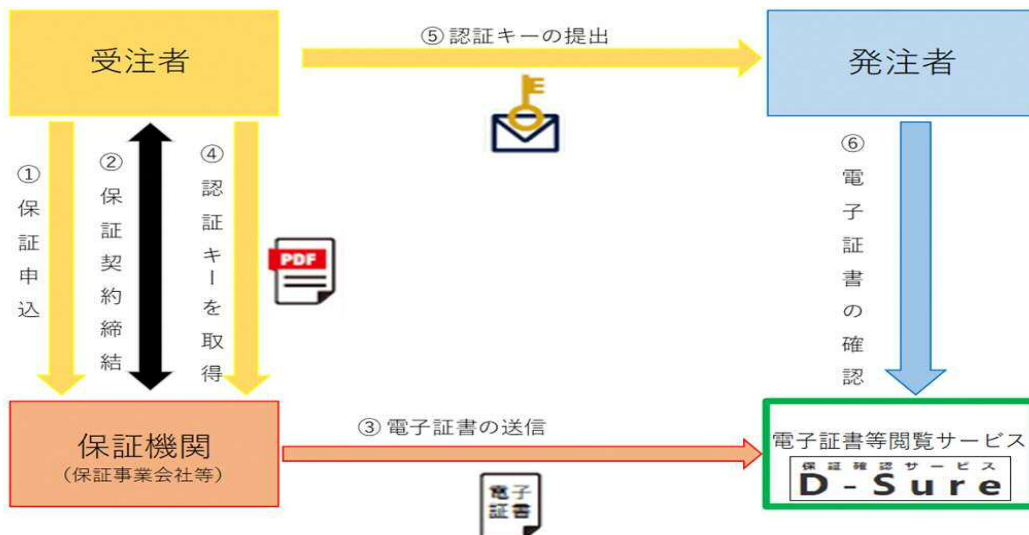 受注者
⑤認証キーの提出
発注者
①保証申込
②保証契約締結
④認証キーを取得
PDF
⑥電子証書の確認
保証機関
(保証事業会社等)
③電子証書の送信
電子
証書
電子証書等閲覧サービス
保証確認サービス
D-Sure